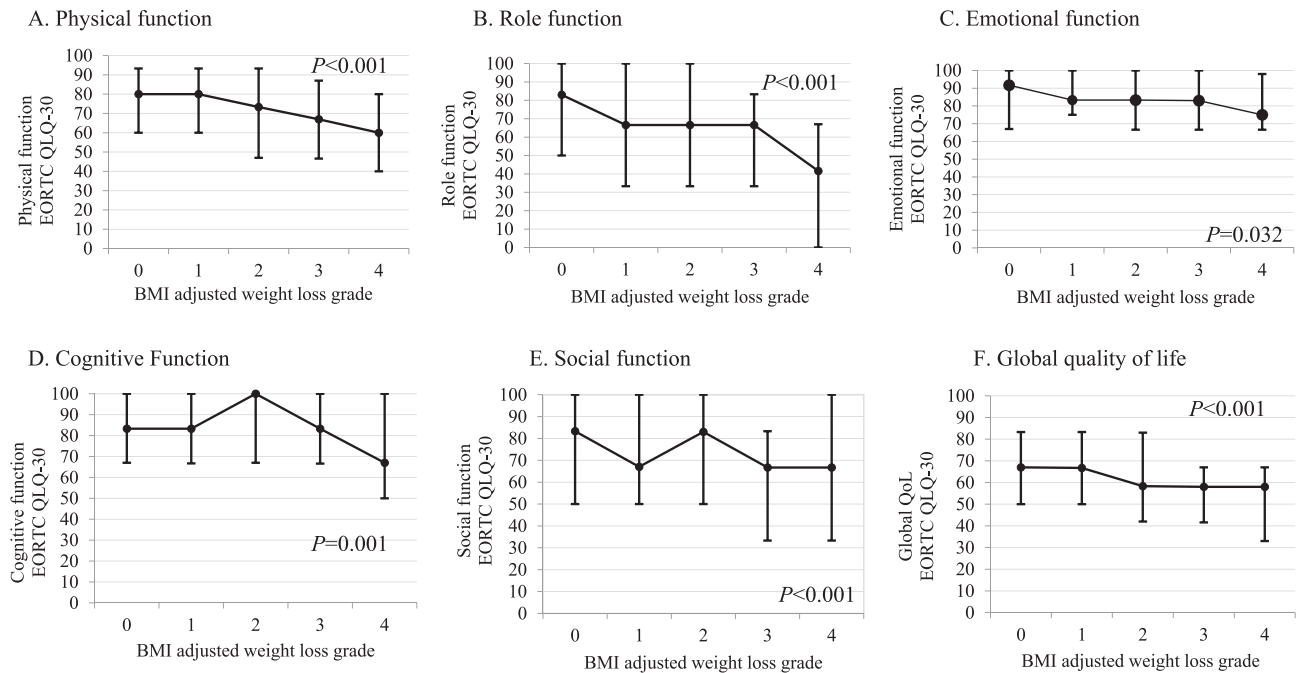 A. Physical function
Physical function
EORTC QLQ-30
100
90
80
70
60
50
40
30
20
10
0
P<0.001
0 1 2 3 4
BMI adjusted weight loss grade
B. Role function
Role function
EORTC QLQ-30
100
90
80
70
60
50
40
30
20
10
0
P<0.001
0 1 2 3 4
BMI adjusted weight loss grade
C. Emotional function
Emotional function
EORTC QLQ-30
100
90
80
70
60
50
40
30
20
10
0
P=0.032
0 1 2 3 4
BMI adjusted weight loss grade
D. Cognitive Function
Cognitive function
EORTC QLQ-30
100
90
80
70
60
50
40
30
20
10
0
P=0.001
0 1 2 3 4
BMI adjusted weight loss grade
E. Social function
Social function
EORTC QLQ-30
100
90
80
70
60
50
40
30
20
10
0
P<0.001
0 1 2 3 4
BMI adjusted weight loss grade
F. Global quality of life
Global QoL
EORTC QLQ-30
100
90
80
70
60
50
40
30
20
10
0
P<0.001
0 1 2 3 4
BMI adjusted weight loss grade